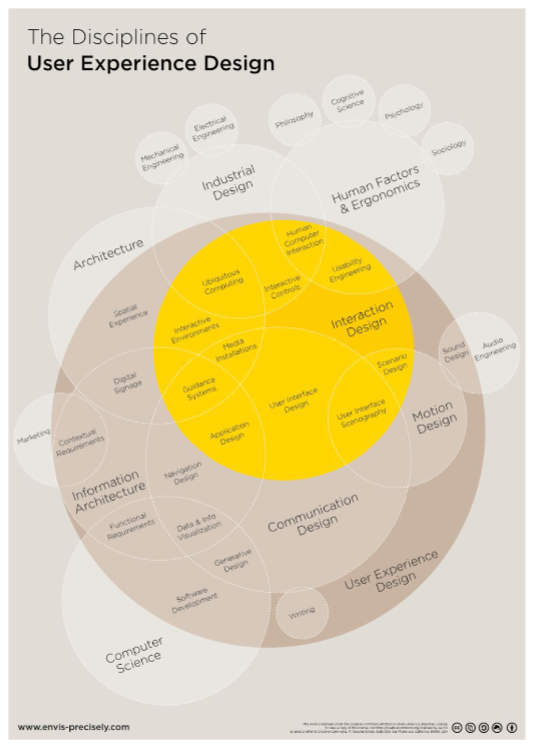 The Disciplines of
User Experience Design
Electrical
Engineering
Mechanical
Engineering
Philosophy
Cognitive
Science
Psychology
Sociology
Industrial
Design
Human Factors
& Ergonomics
Architecture
Human
Computer
Interaction
Ubiquitous
Computing
Interactive
Controls
Usability
Engineering
Spatial
Experience
Interactive
Environments
Media
Installations
Interaction
Design
Sound
Design
Audio
Engineering
Digital
Signage
Guidance
Systems
Scenario
Design
User Interface
Design
User Interface
Scenography
Motion
Design
Marketing
Contextual
Requirements
Application
Design
Navigation
Design
Information
Architecture
Functional
Requirements
Data & Info
Visualization
Communication
Design
Generative
Design
User Experience
Design
Software
Development
Writing
Computer
Science
www.envis-precisely.com